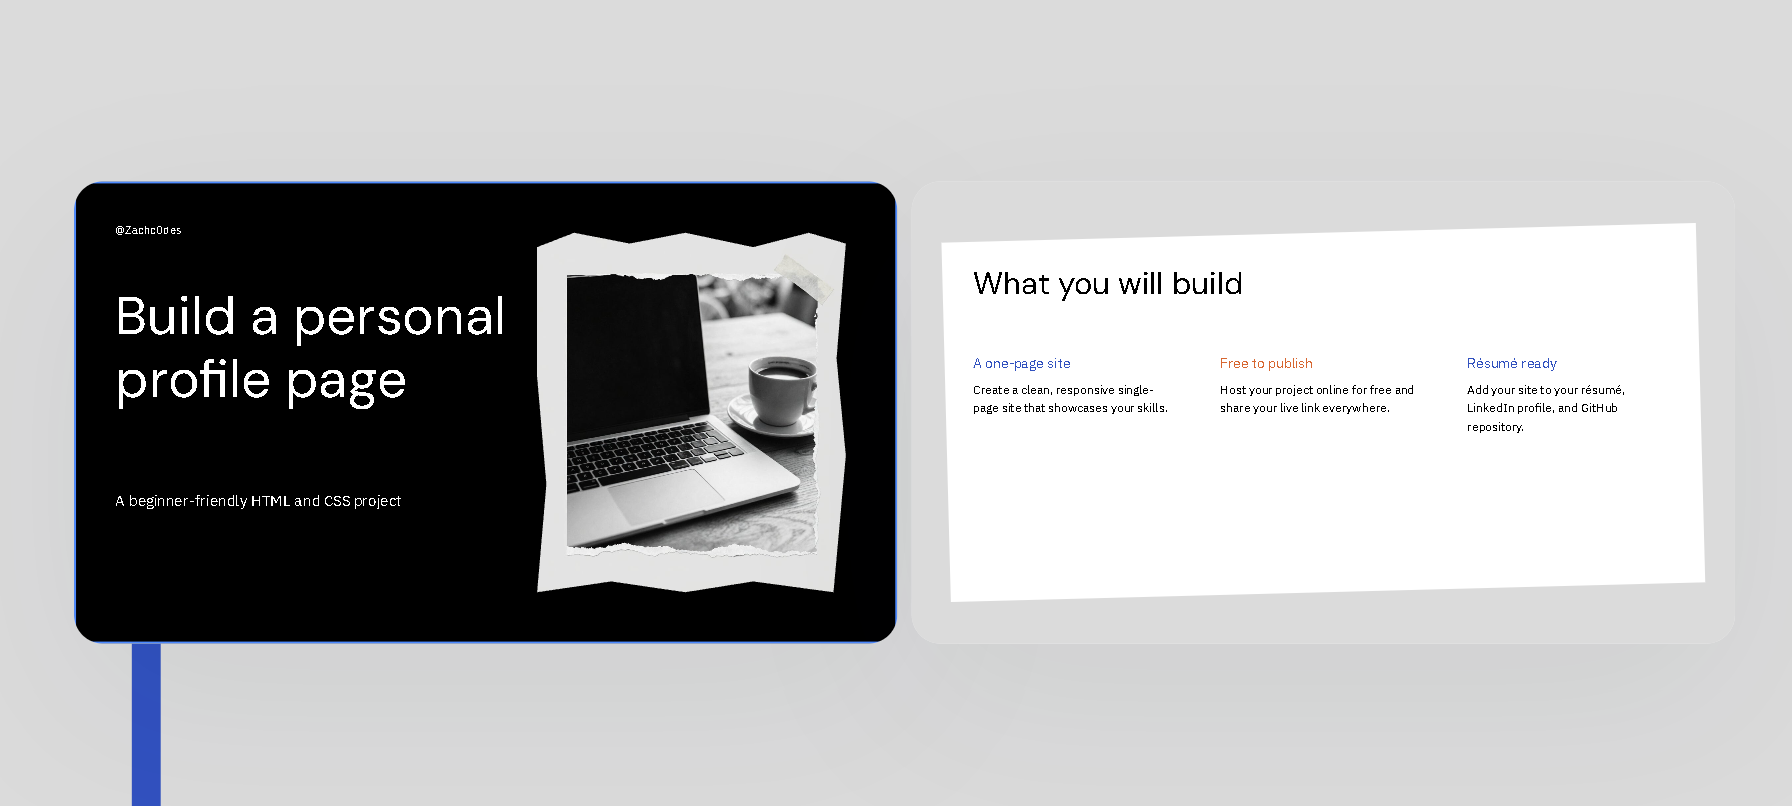 @Zachc0des
Build a personal
profile page
A beginner-friendly HTML and CSS project
What you will build
A one-page site
Create a clean, responsive single-
page site that showcases your skills.
Free to publish
Host your project online for free and
share your live link everywhere.
Résumé ready
Add your site to your résumé,
LinkedIn profile, and GitHub
repository.